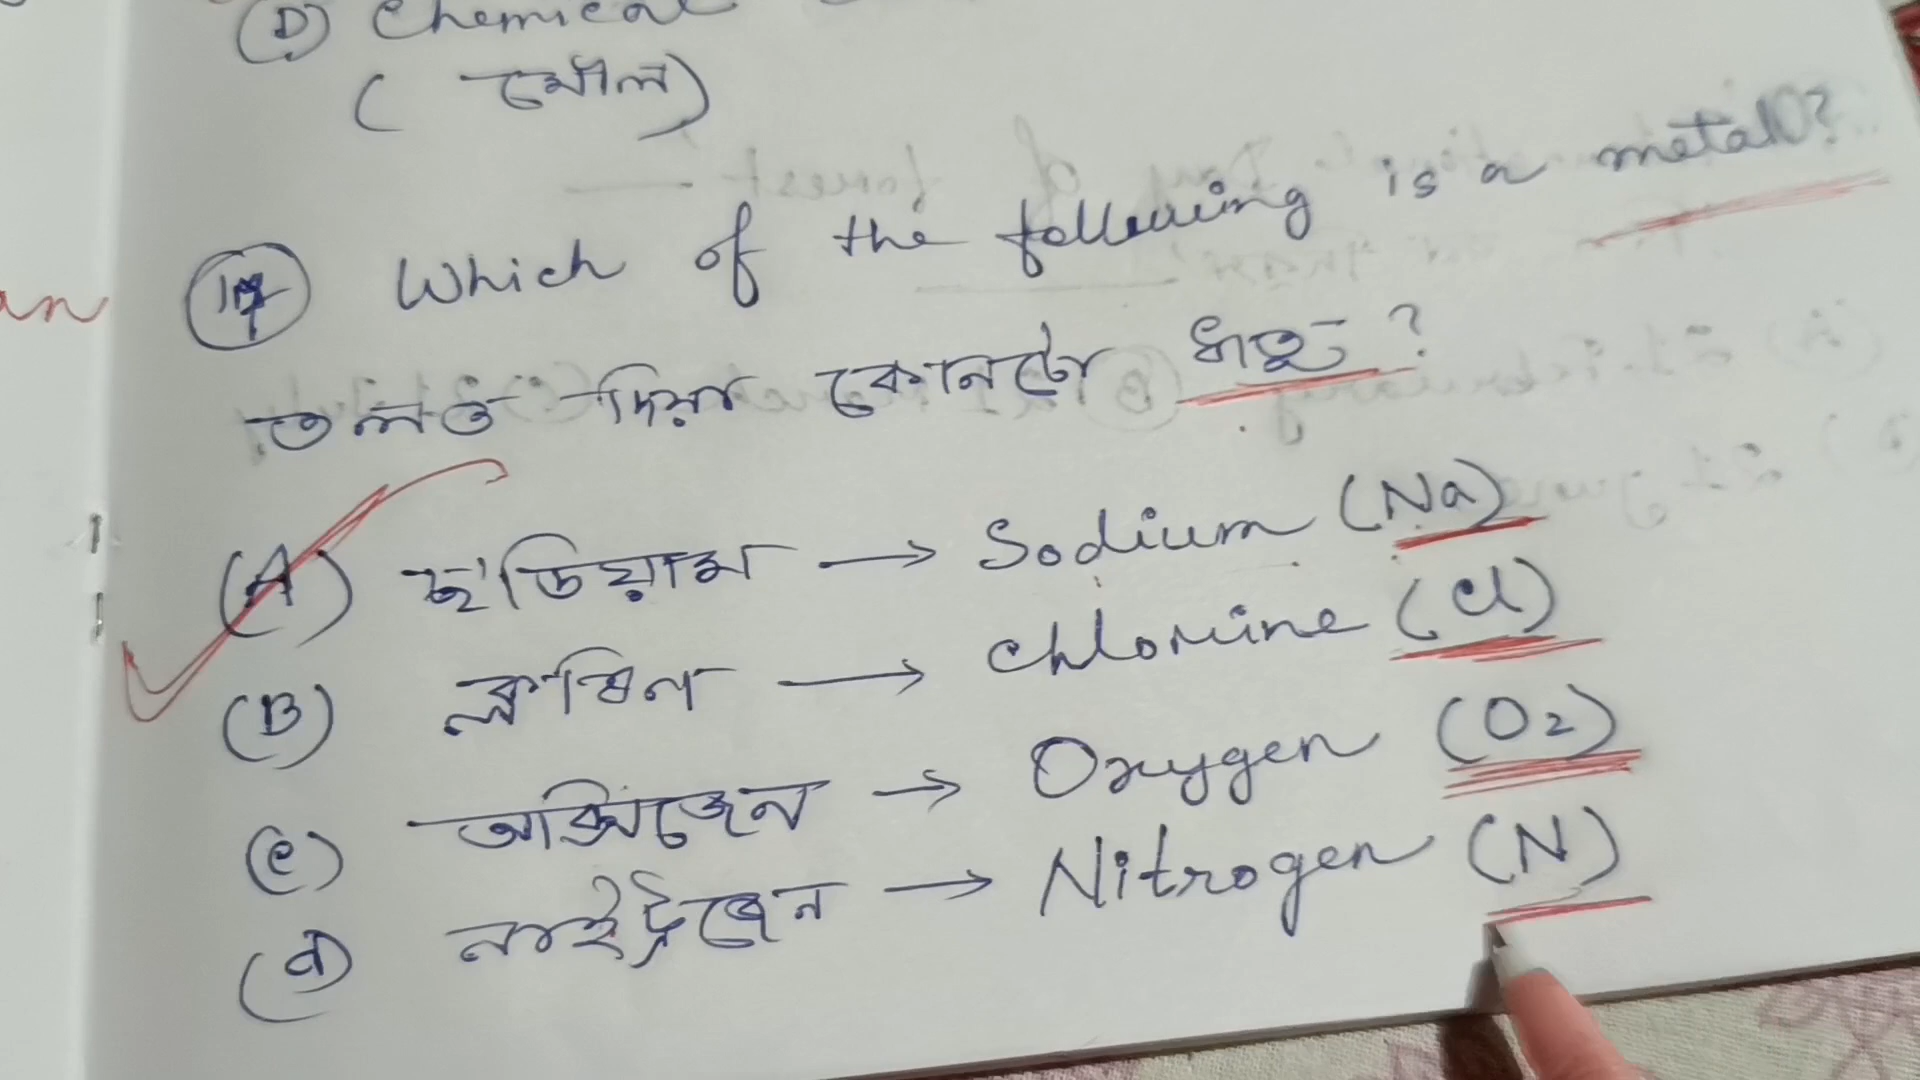 (D) Chemical
( মৌল)
an
17 Which of the following is a metal?
তলত দিয়া কোনটো ধাতু ?
(A) ছ'ডিয়াম → Sodium (Na)
(B) ক্লৰিণ → Chlorine (Cl)
(C) অক্সিজেন → Oxygen (O2)
(d) নাইট্ৰজেন → Nitrogen (N)